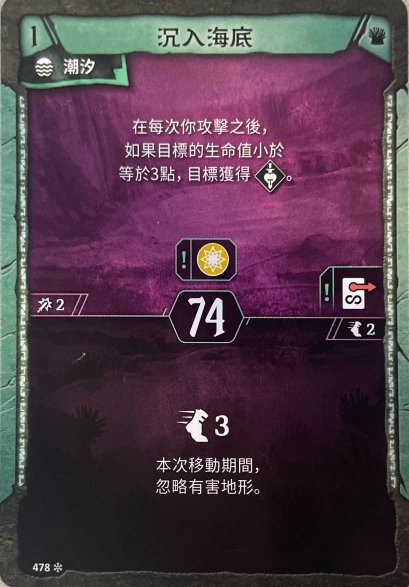 1
沉入海底
潮汐
在每次你攻擊之後，
如果目標的生命值小於
等於3點，目標獲得。
!
!
2
74
2
3
本次移動期間，
忽略有害地形。
478